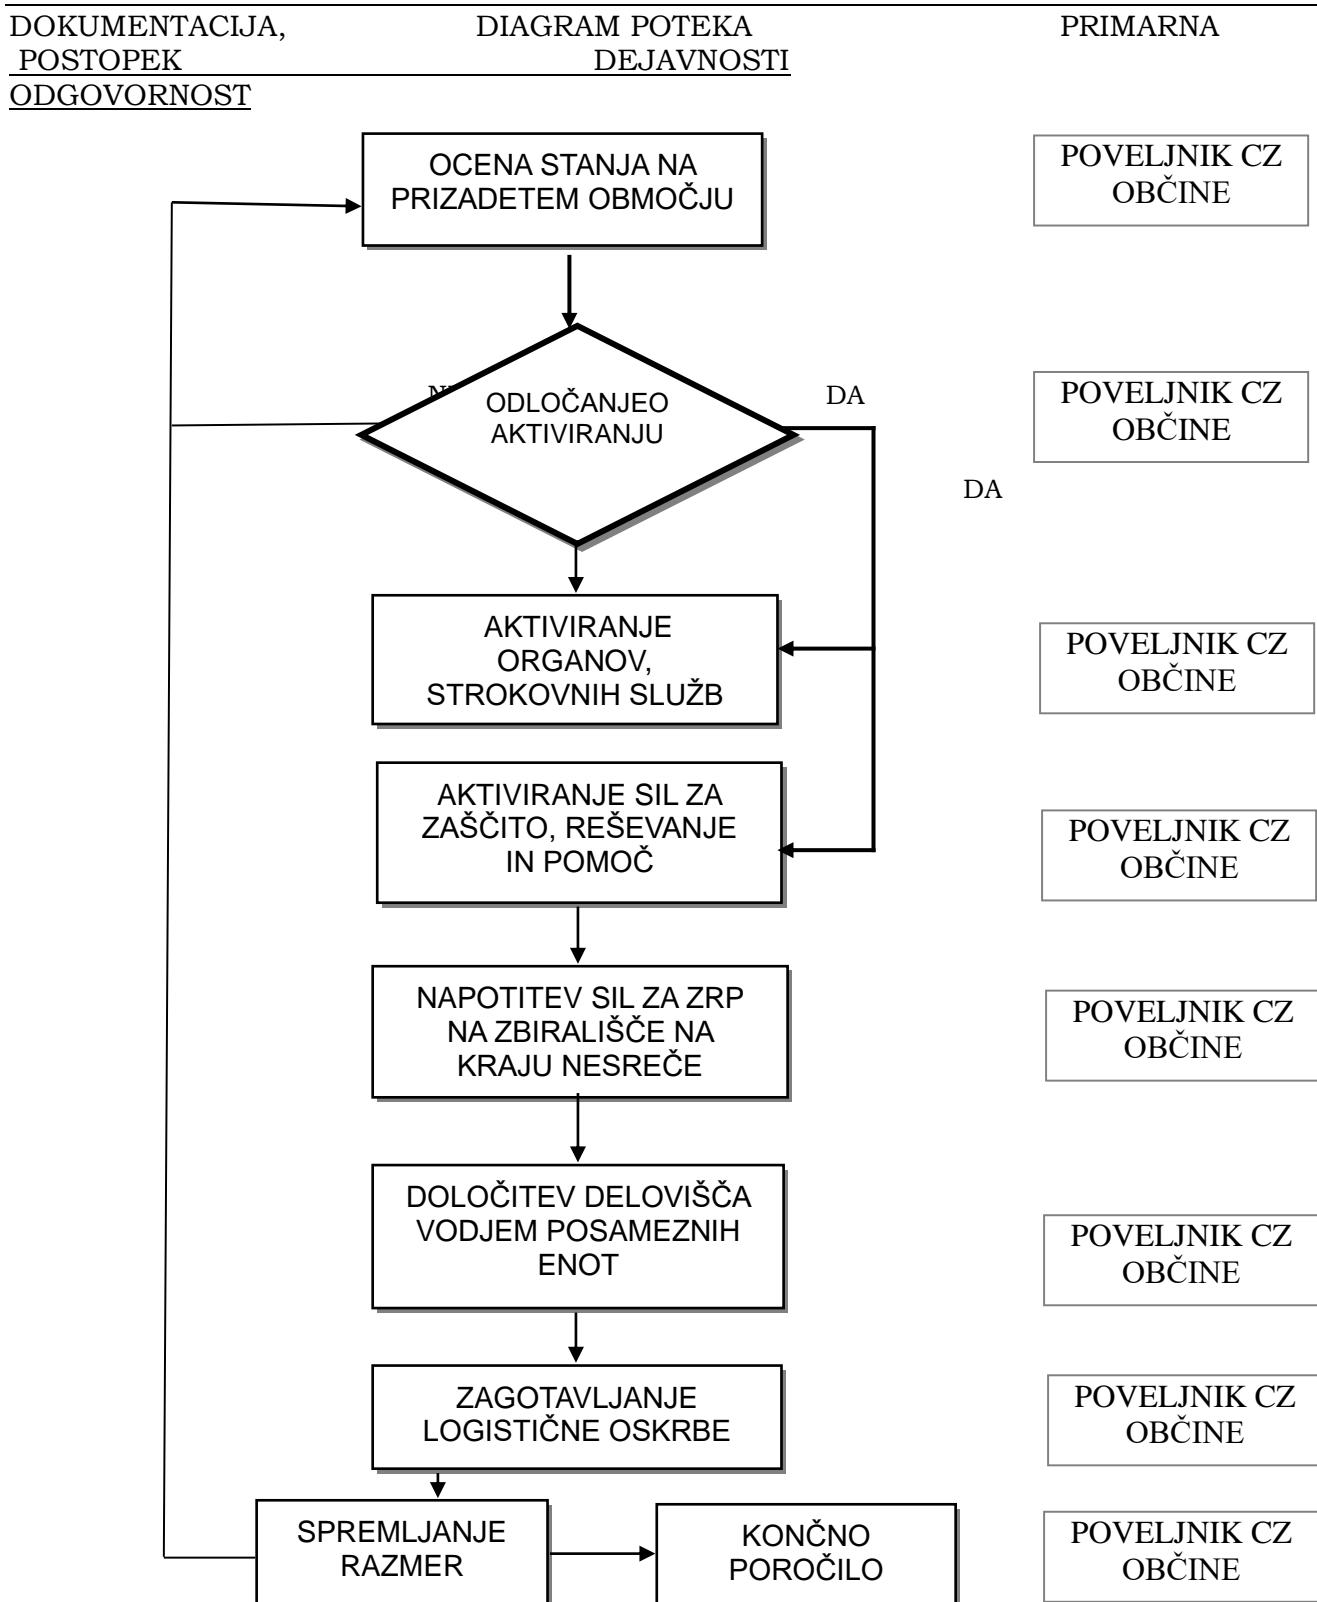 DOKUMENTACIJA, DIAGRAM POTEKA PRIMARNA
POSTOPEK DEJAVNOSTI
ODGOVORNOST
OCENA STANJA NA
PRIZADETEM OBMOČJU
POVELJNIK CZ
OBČINE
DA
ODLOČANJEO
AKTIVIRANJU
POVELJNIK CZ
OBČINE
DA
AKTIVIRANJE
ORGANOV,
STROKOVNIH SLUŽB
POVELJNIK CZ
OBČINE
AKTIVIRANJE SIL ZA
ZAŠČITO, REŠEVANJE
IN POMOČ
POVELJNIK CZ
OBČINE
NAPOTITEV SIL ZA ZRP
NA ZBIRALIŠČE NA
KRAJU NESREČE
POVELJNIK CZ
OBČINE
DOLOČITEV DELOVIŠČA
VODJEM POSAMEZNIH
ENOT
POVELJNIK CZ
OBČINE
ZAGOTAVLJANJE
LOGISTIČNE OSKRBE
POVELJNIK CZ
OBČINE
SPREMLJANJE
RAZMER
KONČNO
POROČILO
POVELJNIK CZ
OBČINE